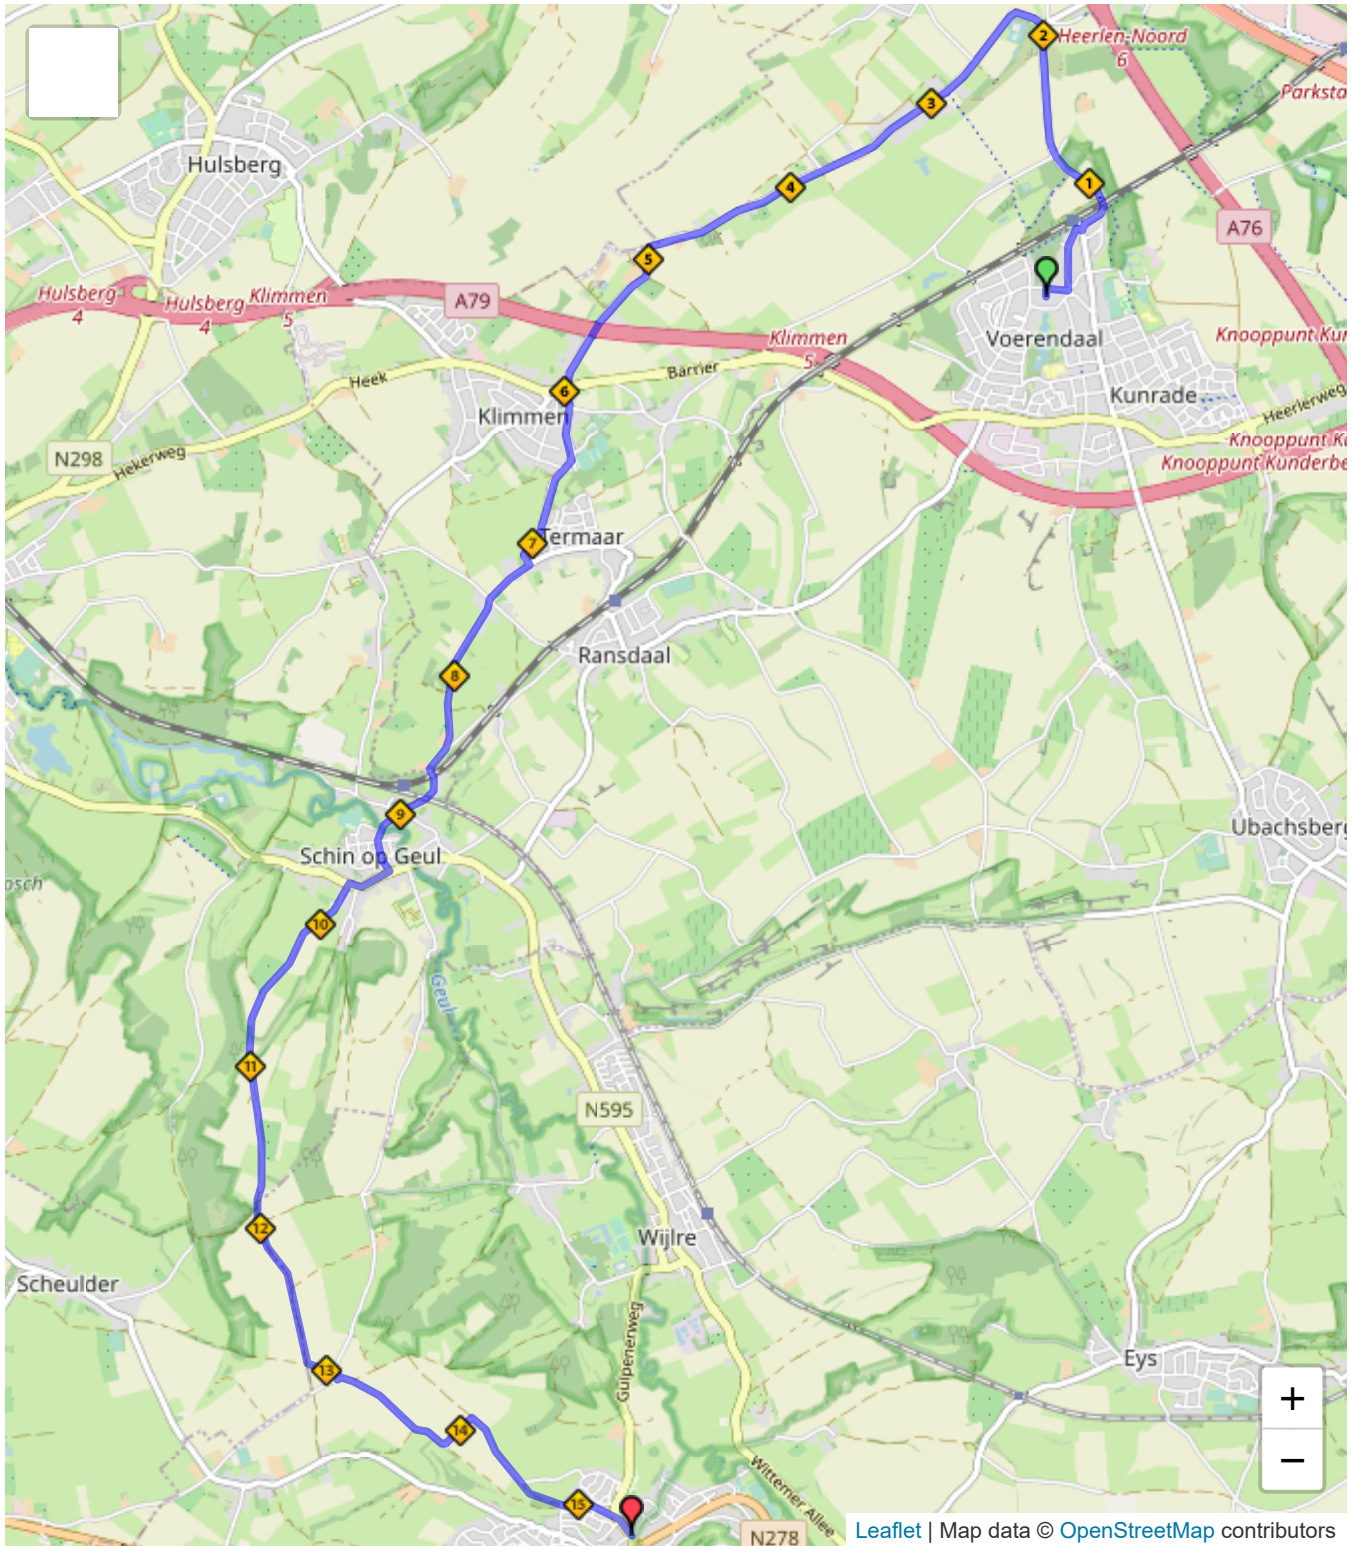 2
Heerlen-Noord
6
Parksta
3
Hulsberg
1
4
A76
5
Hulsberg
4
Hulsberg
4
Klimmen
5
A79
Klimmen
5
Voerendaal
Knooppunt Kur
Barrier
Heek
6
Kunrade
Heerlerweg
Klimmen
N298
Hekerweg
Knooppunt Ku
Knooppunt Kunderbe
7
Termaar
Ransdaal
8
9
Ubachsberg
Schin op Geul
osch
10
Geul
11
N595
12
Wijlre
Scheulder
Gulpenerweg
Eys
13
+
14
−
Wittemer Allee
15
N278
Leaflet | Map data © OpenStreetMap contributors